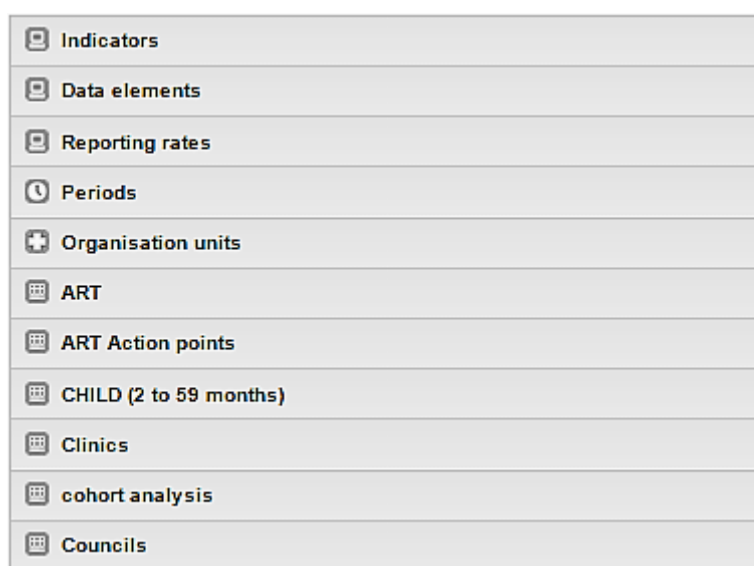 Indicators
Data elements
Reporting rates
Periods
Organisation units
ART
ART Action points
CHILD (2 to 59 months)
Clinics
cohort analysis
Councils